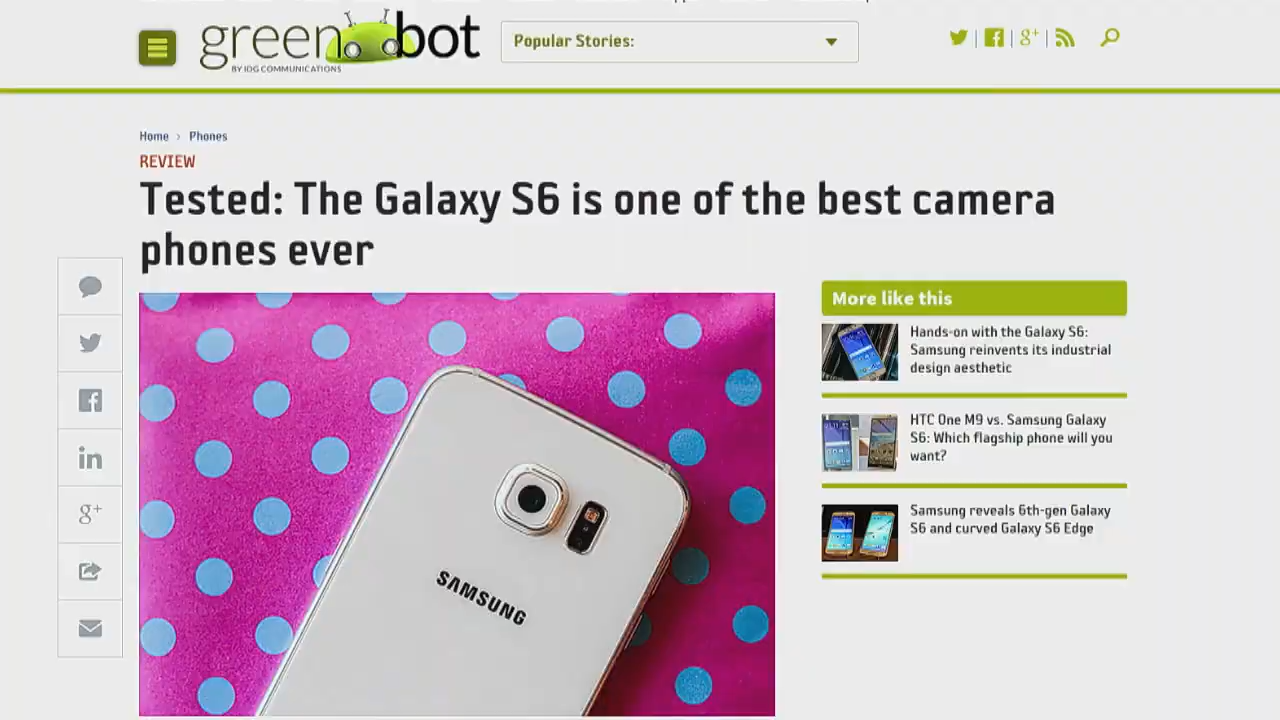 greenbot
BY IDG COMMUNICATIONS
Popular Stories:
g+
Home › Phones
REVIEW
Tested: The Galaxy S6 is one of the best camera
phones ever
in
g+
SAMSUNG
More like this
Hands-on with the Galaxy S6:
Samsung reinvents its industrial
design aesthetic
HTC One M9 vs. Samsung Galaxy
S6: Which flagship phone will you
want?
Samsung reveals 6th-gen Galaxy
S6 and curved Galaxy S6 Edge